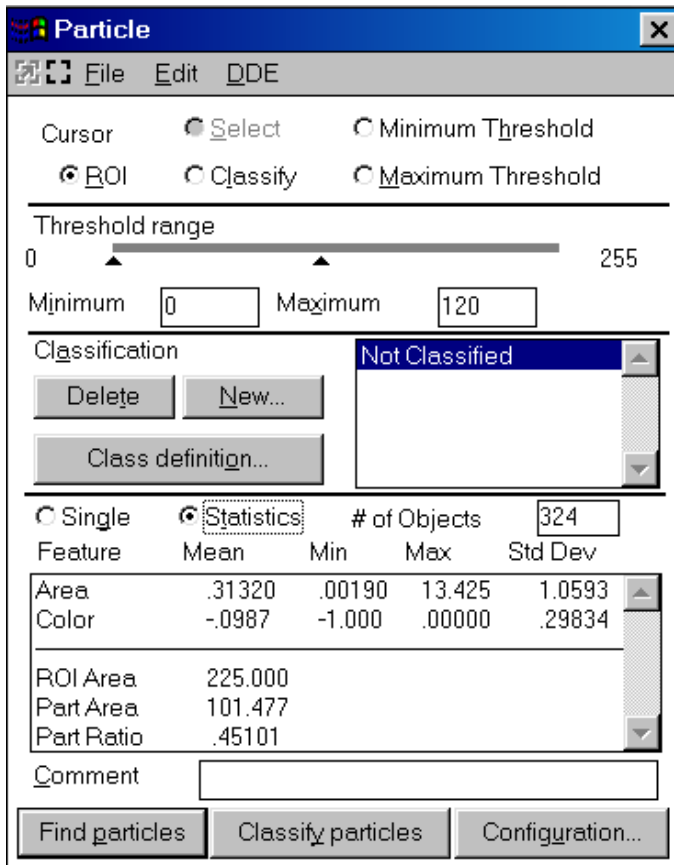 Particle
File Edit DDE
Cursor Select Minimum Threshold
ROI Classify Maximum Threshold
Threshold range
0 255
Minimum 0 Maximum 120
Classification Not Classified
Delete New...
Class definition...
Single Statistics # of Objects 324
Feature Mean Min Max Std Dev
Area .31320 .00190 13.425 1.0593
Color -.0987 -1.000 .00000 .29834
ROI Area 225.000
Part Area 101.477
Part Ratio .45101
Comment
Find particles Classify particles Configuration...